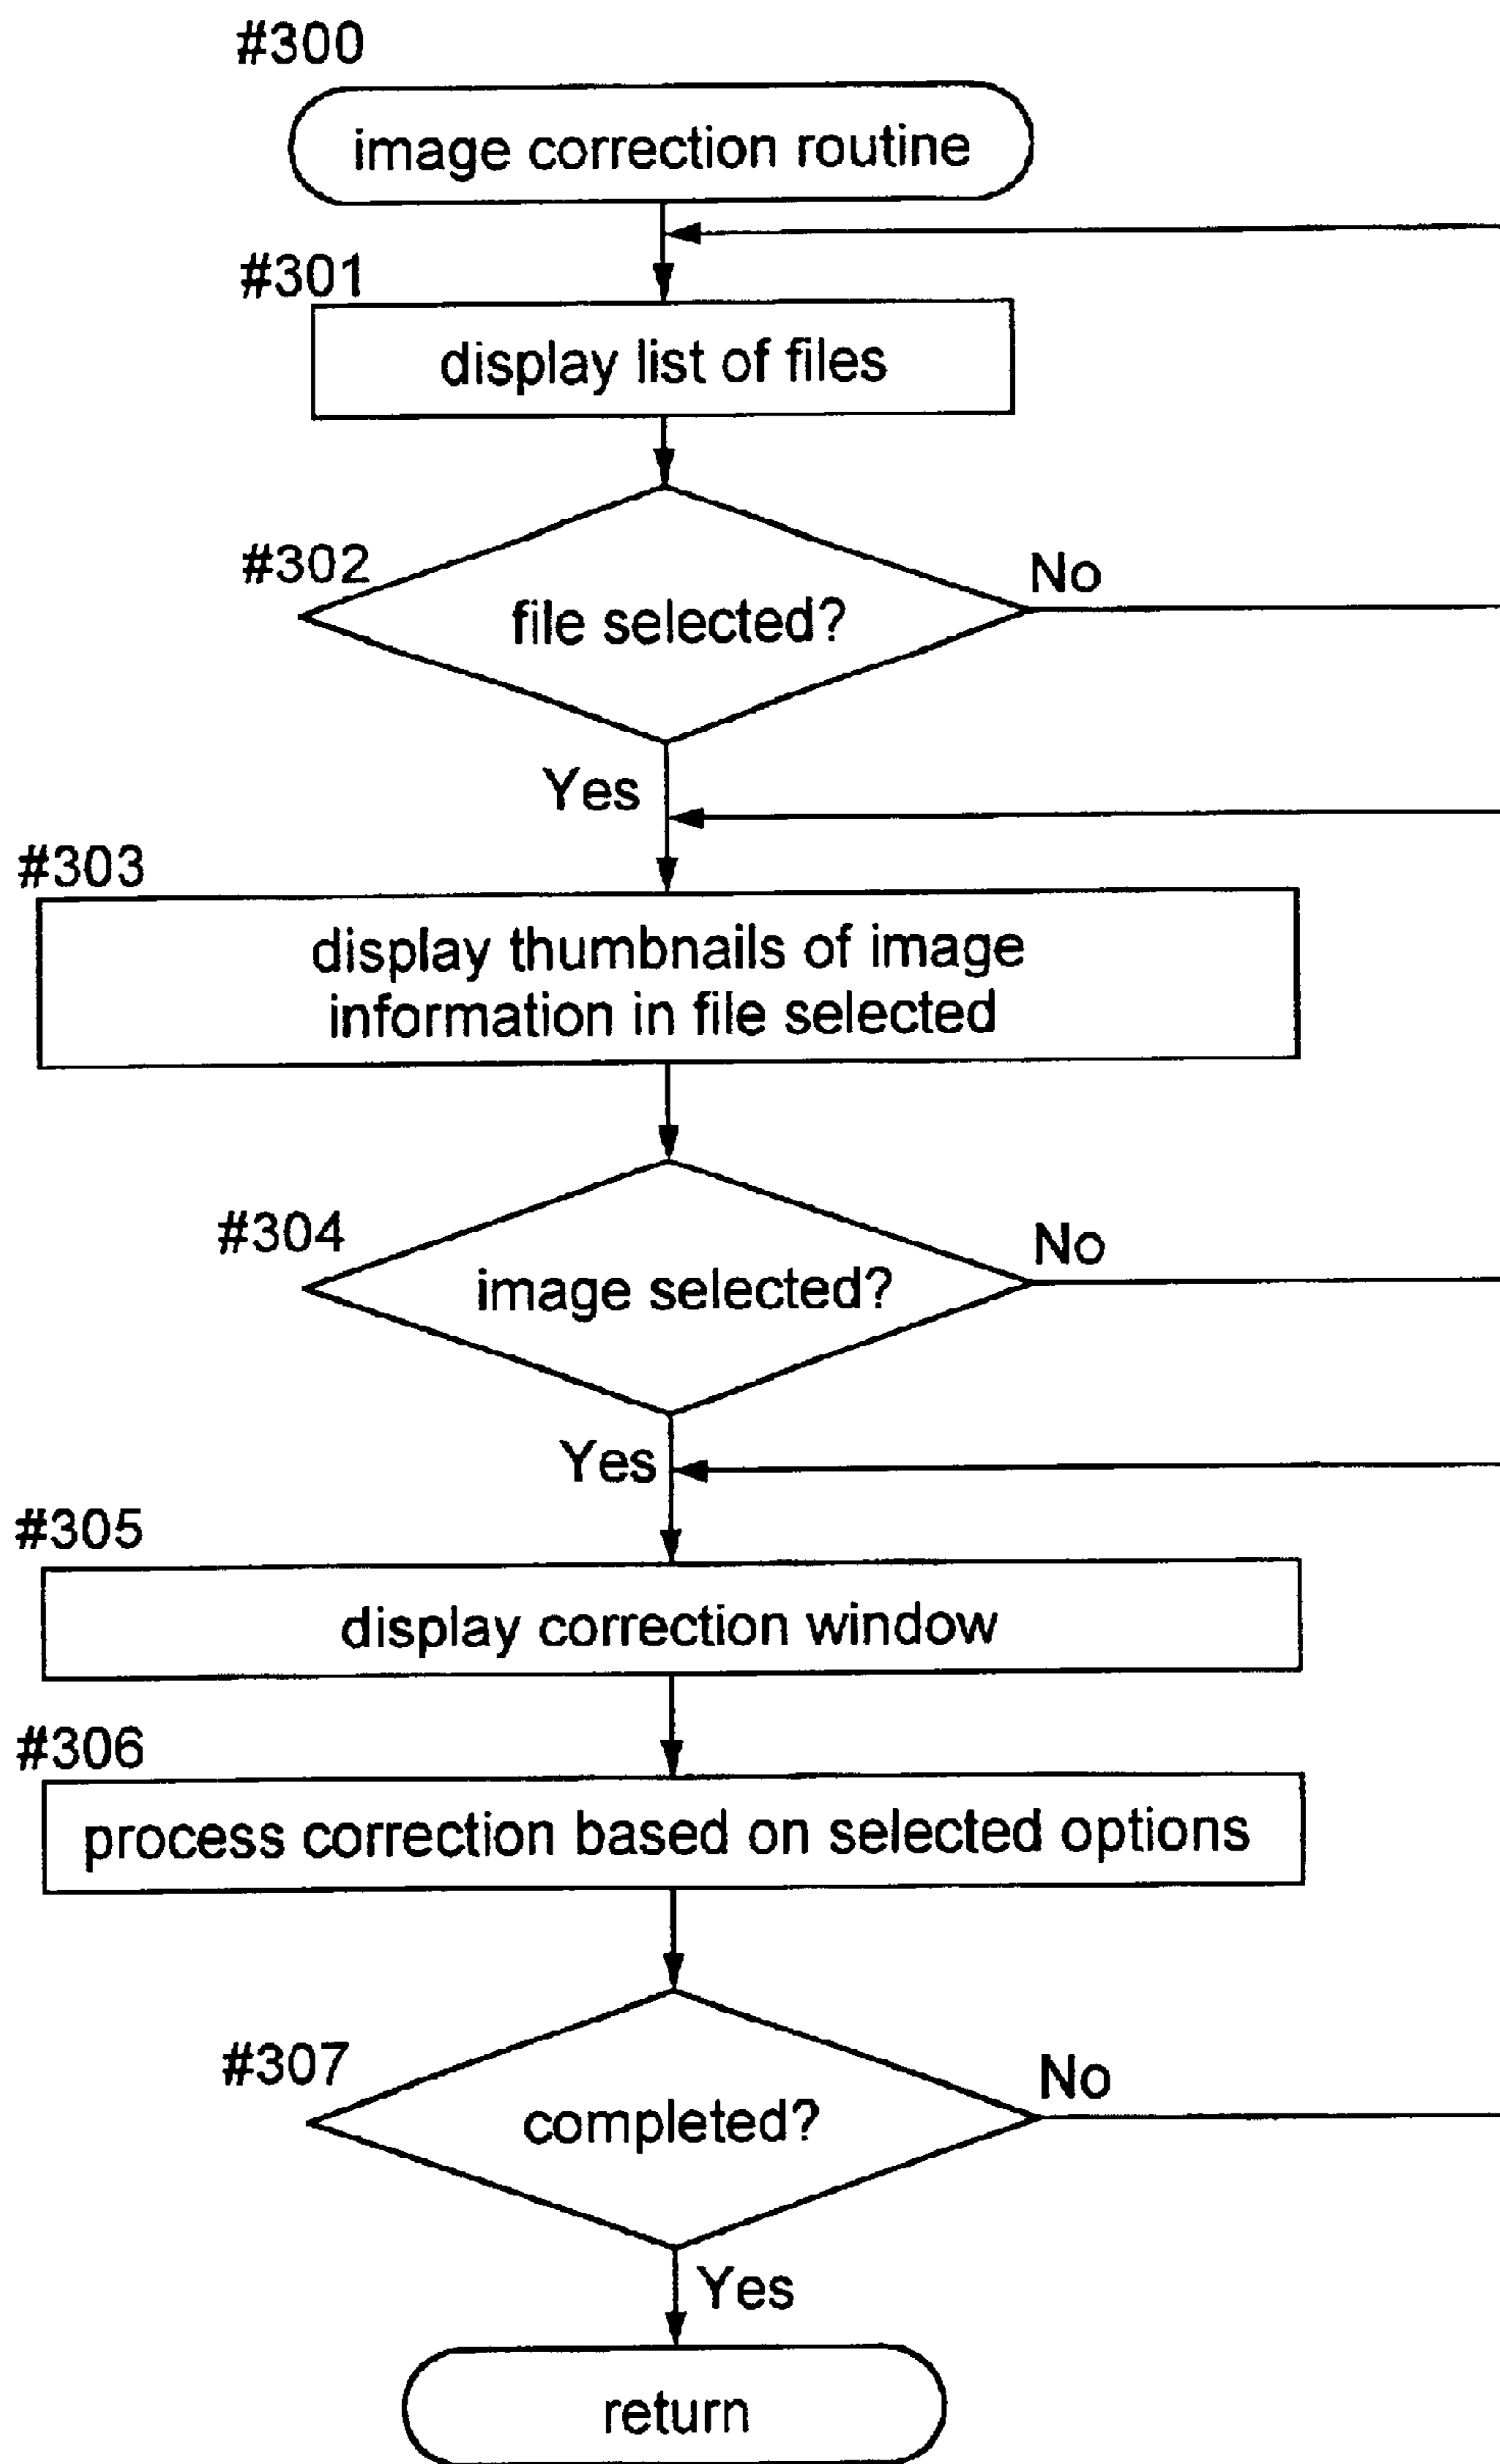 #300
image correction routine
#301
display list of files
#302
file selected?
No
Yes
#303
display thumbnails of image
information in file selected
#304
image selected?
No
Yes
#305
display correction window
#306
process correction based on selected options
#307
completed?
No
Yes
return